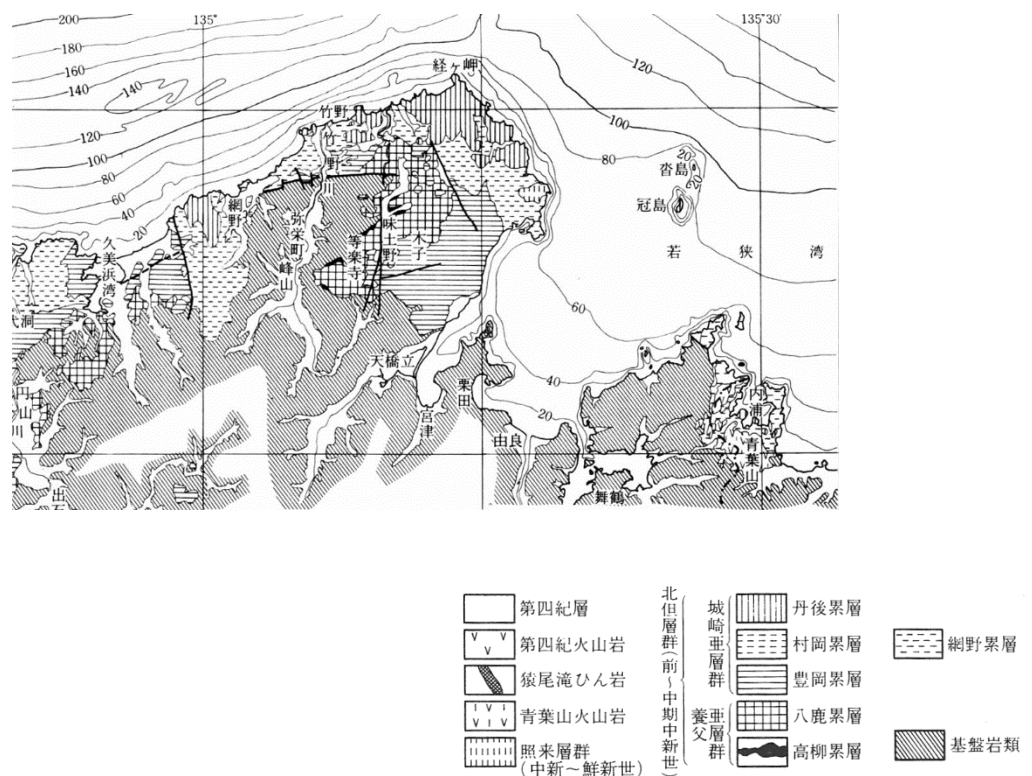 200
135°
135°30′
180
160
140
140
120
100
80
60
40
20
120
100
80
60
40
20
20
20
経ヶ岬
竹野
竹野川
網野
弥栄町
峰山
等楽寺
味土野
木子
久美浜湾
円山川
出石
天橋立
宮津
栗田
由良
舞鶴
内浦
青葉山
沓島
冠島
若狭湾
第四紀層
第四紀火山岩
猿尾滝ひん岩
青葉山火山岩
照来層群
(中新～鮮新世)
北但層群(前～中期中新世)
城崎亜層群
養父亜層群
丹後累層
村岡累層
豊岡累層
八鹿累層
高柳累層
網野累層
基盤岩類